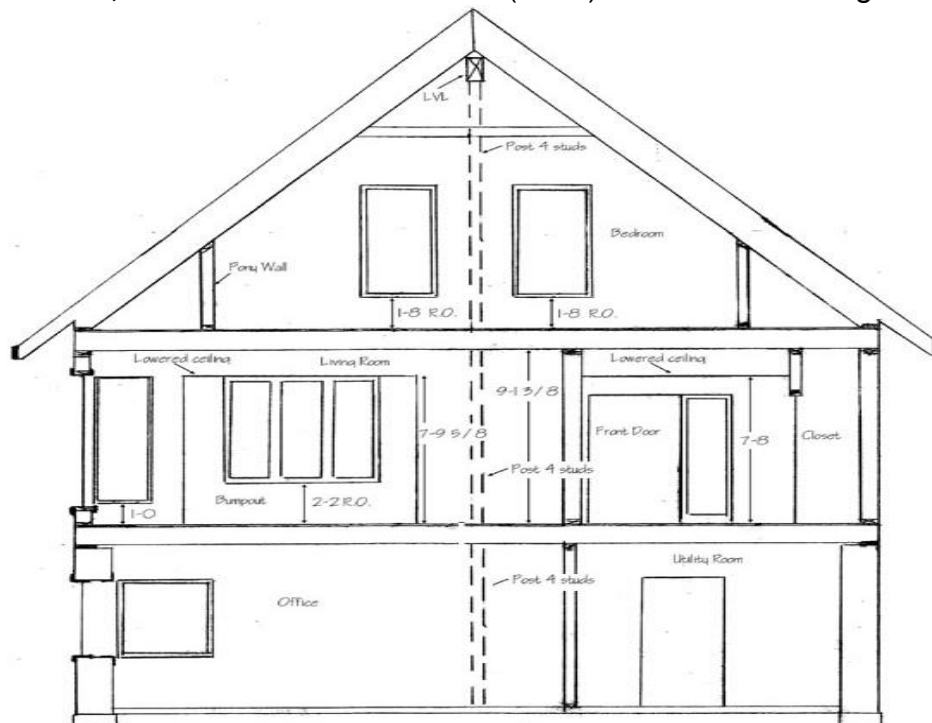 LVL
Post 4 studs
Bedroom
Pony Wall
1-8 R.O.
1-8 R.O.
Lowered ceiling
Living Room
Lowered ceiling
9-1 3/8
7-9 5/8
Front Door
7-8
Closet
Post 4 studs
Bumpout
2-2 R.O.
1-0
Utility Room
Post 4 studs
Office